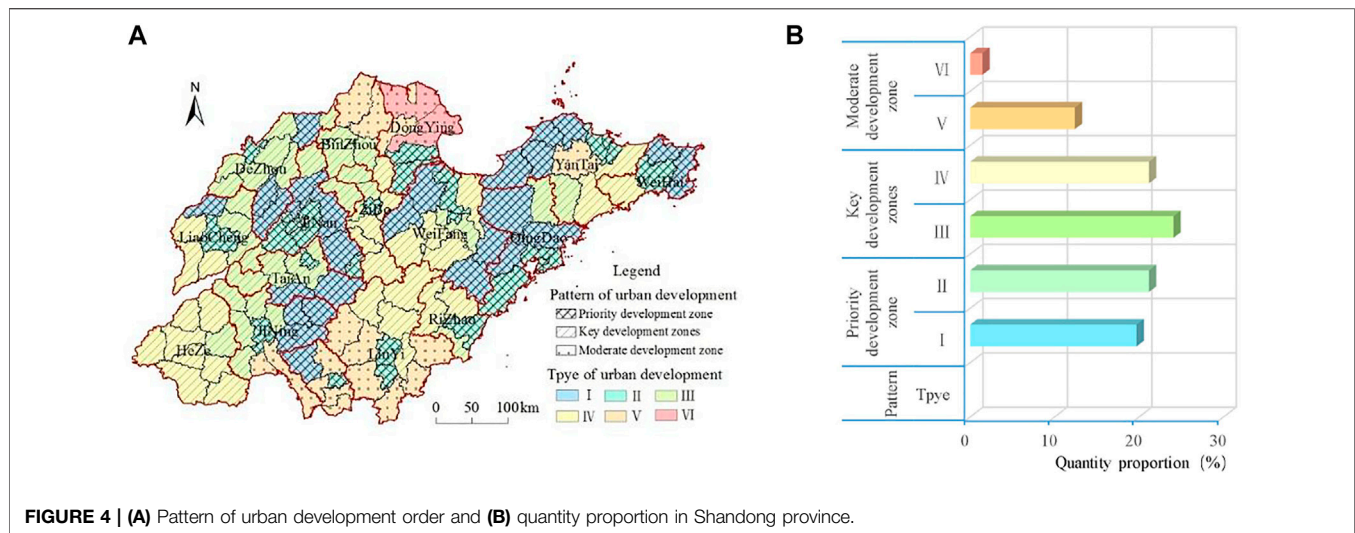 A
B
N
DongYing
BinZhou
DeZhou
YanTai
WeiHai
ZiBo
JiNan
WeiFang
QingDao
LiaoCheng
TaiAn
RiZhao
JiNing
HeZe
LinYi
0 50 100km
Legend
Pattern of urban development
Priority development zone
Key development zones
Moderate development zone
Tpye of urban development
I II III
IV V VI
Moderate
development
zone
VI
V
Key
development
zones
IV
III
Priority
development
zone
II
I
Pattern
Tpye
0 10 20 30
Quantity proportion (%)
FIGURE 4 | (A) Pattern of urban development order and (B) quantity proportion in Shandong province.